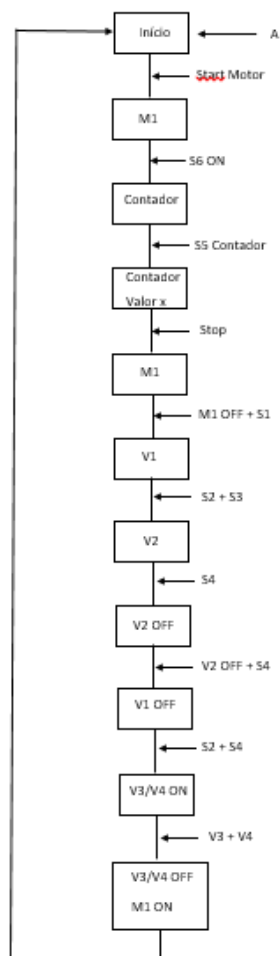 Início
A
Start Motor
M1
S6 ON
Contador
S5 Contador
Contador
Valor x
Stop
M1
M1 OFF + S1
V1
S2 + S3
V2
S4
V2 OFF
V2 OFF + S4
V1 OFF
S2 + S4
V3/V4 ON
V3 + V4
V3/V4 OFF
M1 ON